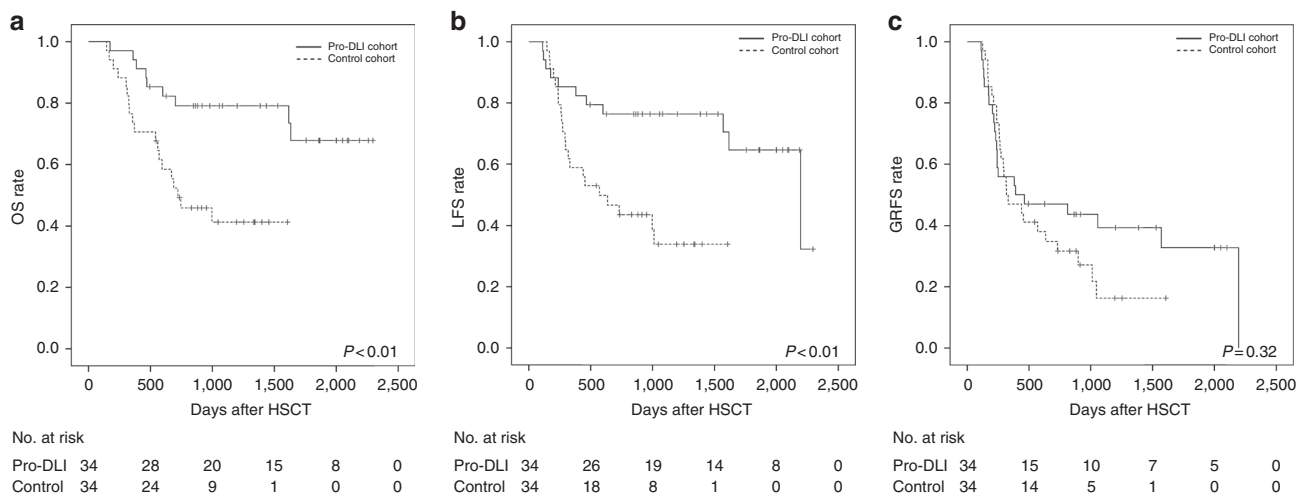 a
1.0
0.8
0.6
0.4
0.2
0.0
OS rate
Pro-DLI cohort
Control cohort
P<0.01
0 500 1,000 1,500 2,000 2,500
Days after HSCT
No. at risk
Pro-DLI 34 28 20 15 8 0
Control 34 24 9 1 0 0
b
1.0
0.8
0.6
0.4
0.2
0.0
LFS rate
Pro-DLI cohort
Control cohort
P<0.01
0 500 1,000 1,500 2,000 2,500
Days after HSCT
No. at risk
Pro-DLI 34 26 19 14 8 0
Control 34 18 8 1 0 0
c
1.0
0.8
0.6
0.4
0.2
0.0
GRFS rate
Pro-DLI cohort
Control cohort
P=0.32
0 500 1,000 1,500 2,000 2,500
Days after HSCT
No. at risk
Pro-DLI 34 15 10 7 5 0
Control 34 14 5 1 0 0